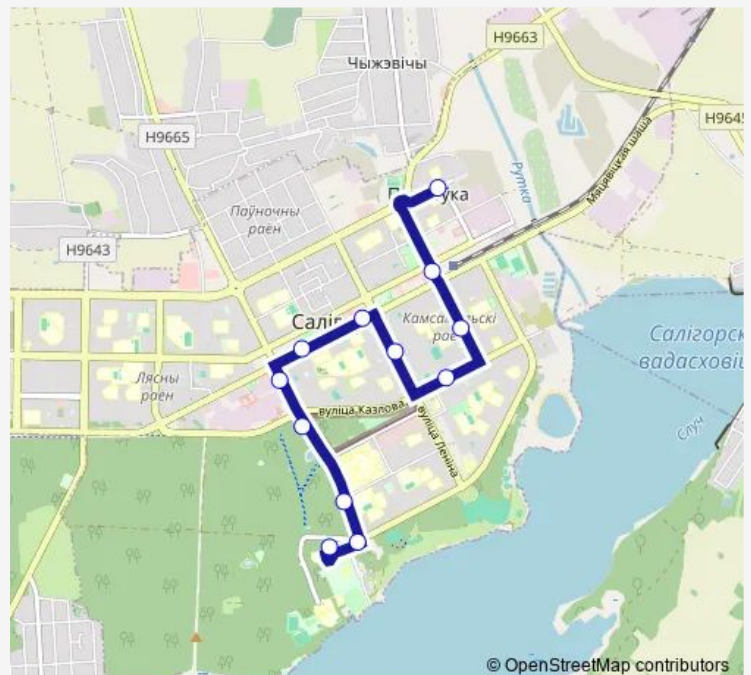 H9663
Чыжэвічы
H9645
H9665
Рутка
Мяцявіцкая шаша
Паўночны
раён
H9643
Камсамольскі
раён
Салігорск
вадасховіш
Лясны
раён
вуліца Казлова
вуліца Леніна
Случ
© OpenStreetMap contributors